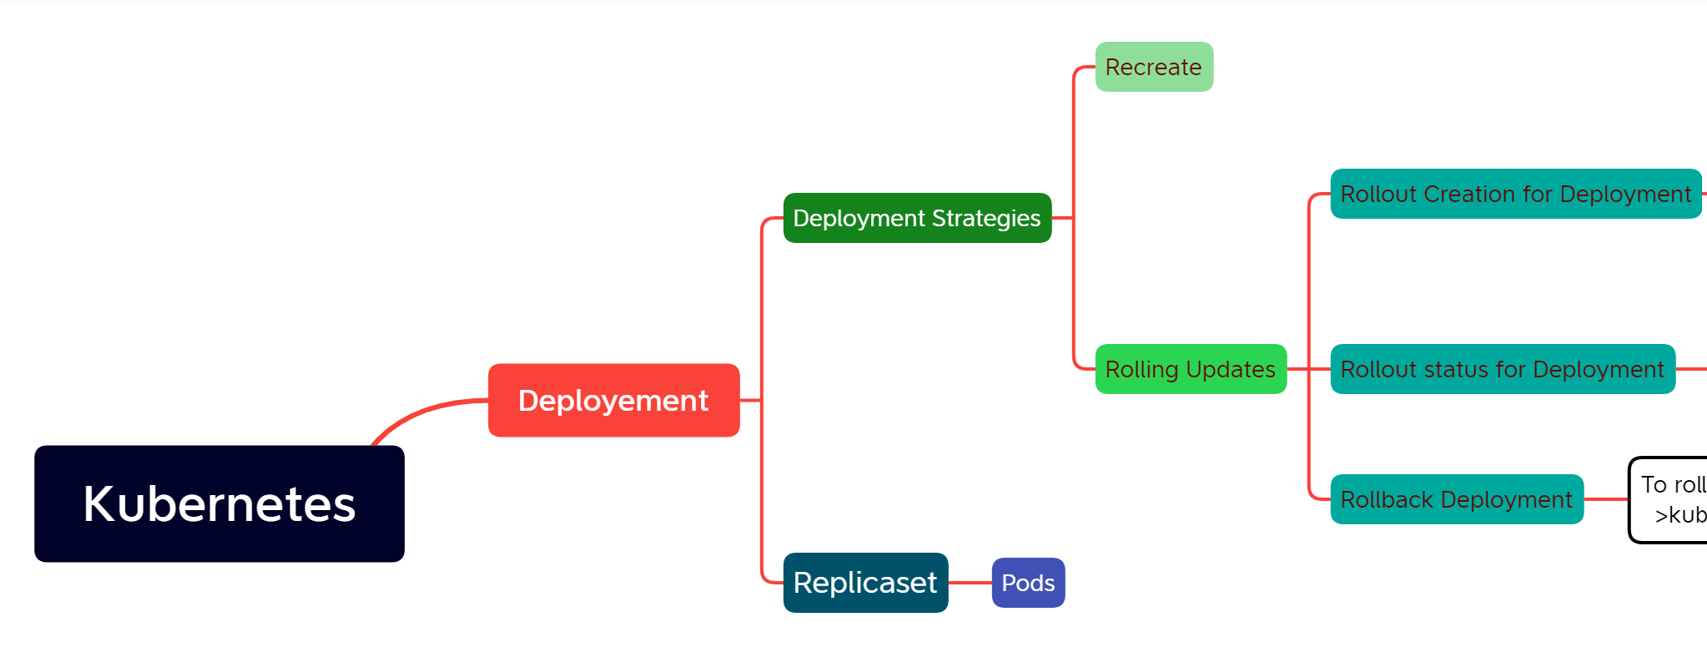 Recreate
Rollout Creation for Deployment
Deployment Strategies
Rolling Updates
Rollout status for Deployment
Deployement
Kubernetes
Rollback Deployment
To roll
>kub
Replicaset
Pods